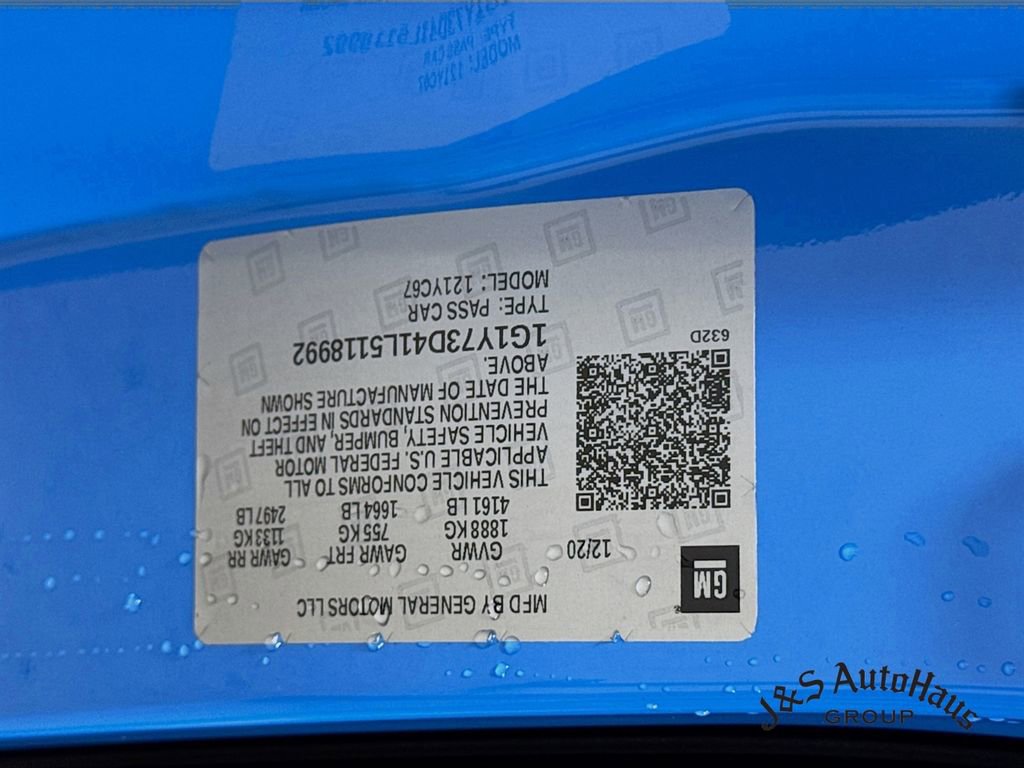 MFD BY GENERAL MOTORS LLC
GM
12/20 GVWR GAWR FRT GAWR RR
1888 KG 755 KG 1133 KG
4161 LB 1664 LB 2497 LB
THIS VEHICLE CONFORMS TO ALL
APPLICABLE U.S. FEDERAL MOTOR
VEHICLE SAFETY, BUMPER, AND THEFT
PREVENTION STANDARDS IN EFFECT ON
THE DATE OF MANUFACTURE SHOWN
ABOVE.
1G1Y73D41L5118992
632D
TYPE: PASS CAR
MODEL: 121YC67
J&S AutoHaus
GROUP